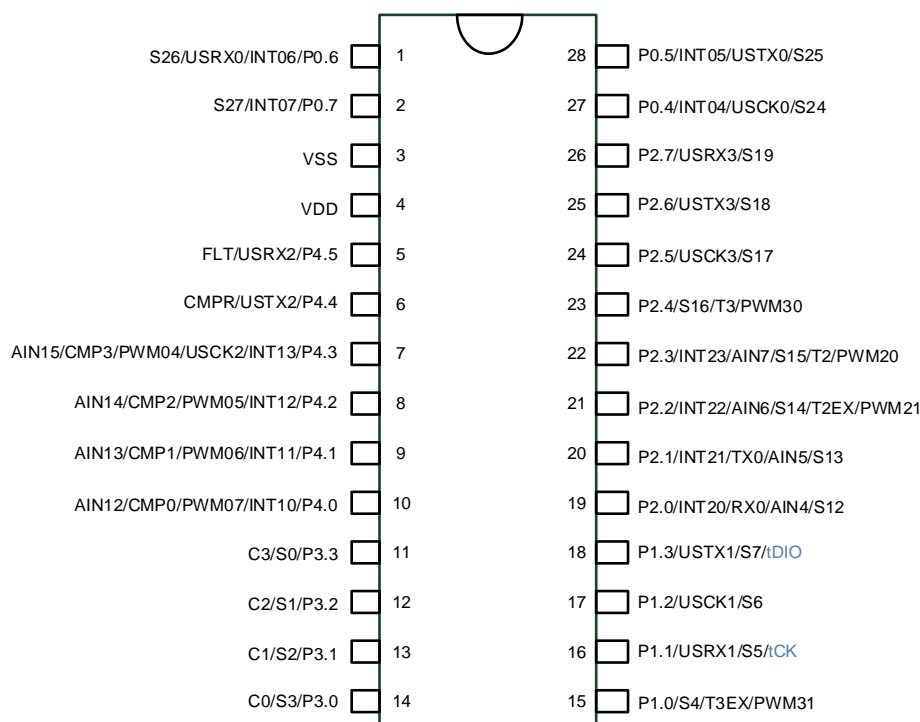 S26/USRX0/INT06/P0.6 1 28 P0.5/INT05/USTX0/S25
S27/INT07/P0.7 2 27 P0.4/INT04/USCK0/S24
VSS 3 26 P2.7/USRX3/S19
VDD 4 25 P2.6/USTX3/S18
FLT/USRX2/P4.5 5 24 P2.5/USCK3/S17
CMPR/USTX2/P4.4 6 23 P2.4/S16/T3/PWM30
AIN15/CMP3/PWM04/USCK2/INT13/P4.3 7 22 P2.3/INT23/AIN7/S15/T2/PWM20
AIN14/CMP2/PWM05/INT12/P4.2 8 21 P2.2/INT22/AIN6/S14/T2EX/PWM21
AIN13/CMP1/PWM06/INT11/P4.1 9 20 P2.1/INT21/TX0/AIN5/S13
AIN12/CMP0/PWM07/INT10/P4.0 10 19 P2.0/INT20/RX0/AIN4/S12
C3/S0/P3.3 11 18 P1.3/USTX1/S7/tDIO
C2/S1/P3.2 12 17 P1.2/USCK1/S6
C1/S2/P3.1 13 16 P1.1/USRX1/S5/tCK
C0/S3/P3.0 14 15 P1.0/S4/T3EX/PWM31